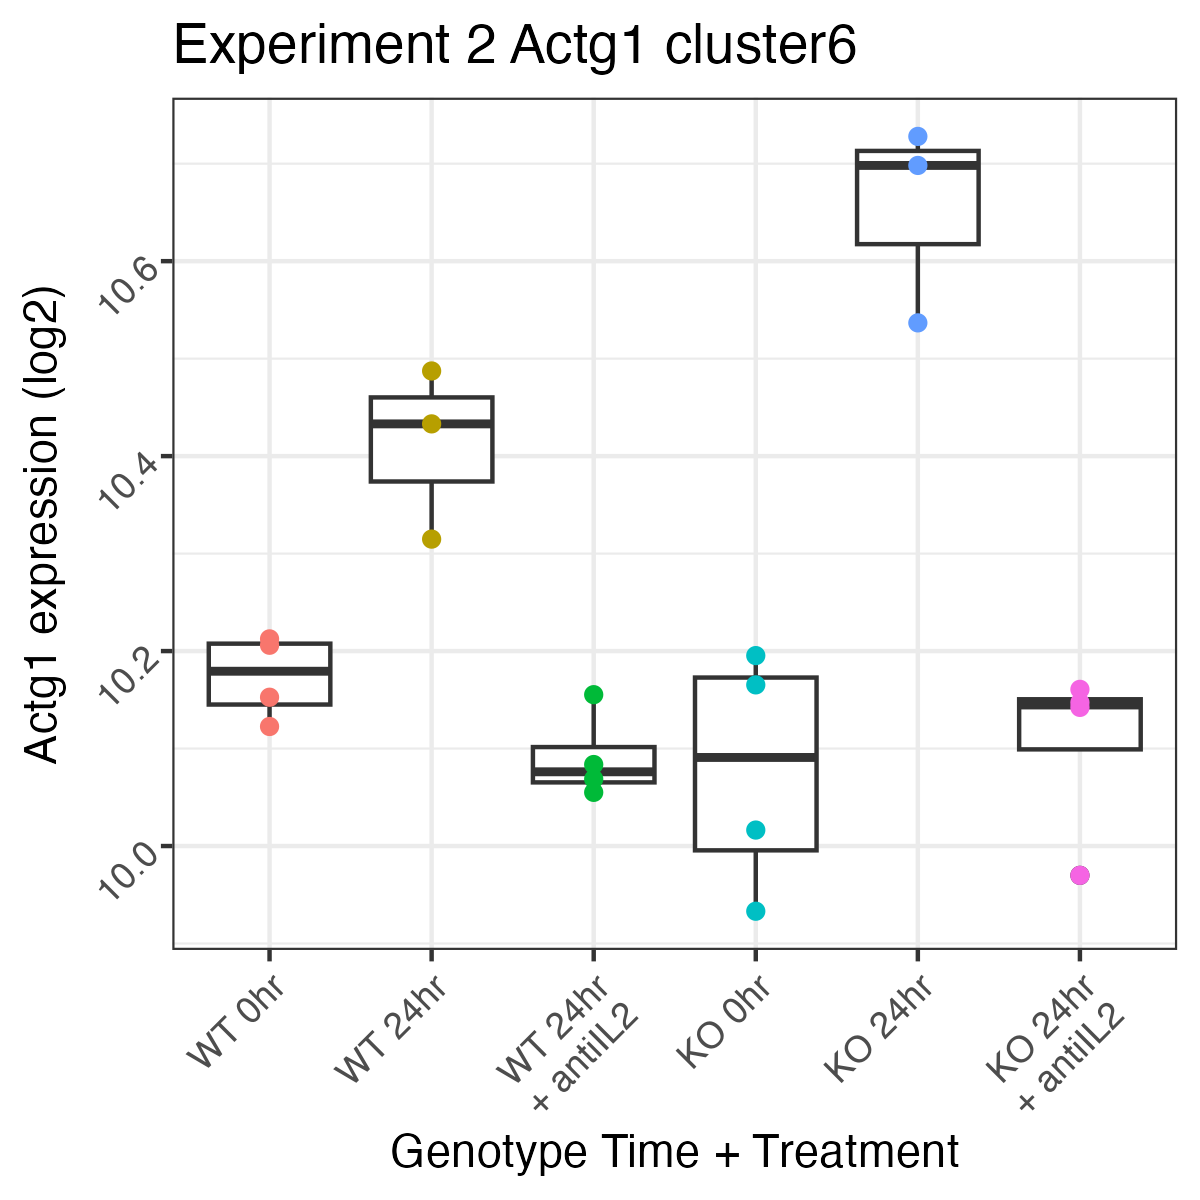 Experiment 2 Actg1 cluster6
Actg1 expression (log2)
10.6
10.4
10.2
10.0
WT 0hr
WT 24hr
WT 24hr
+ antiIL2
KO 0hr
KO 24hr
KO 24hr
+ antiIL2
Genotype Time + Treatment